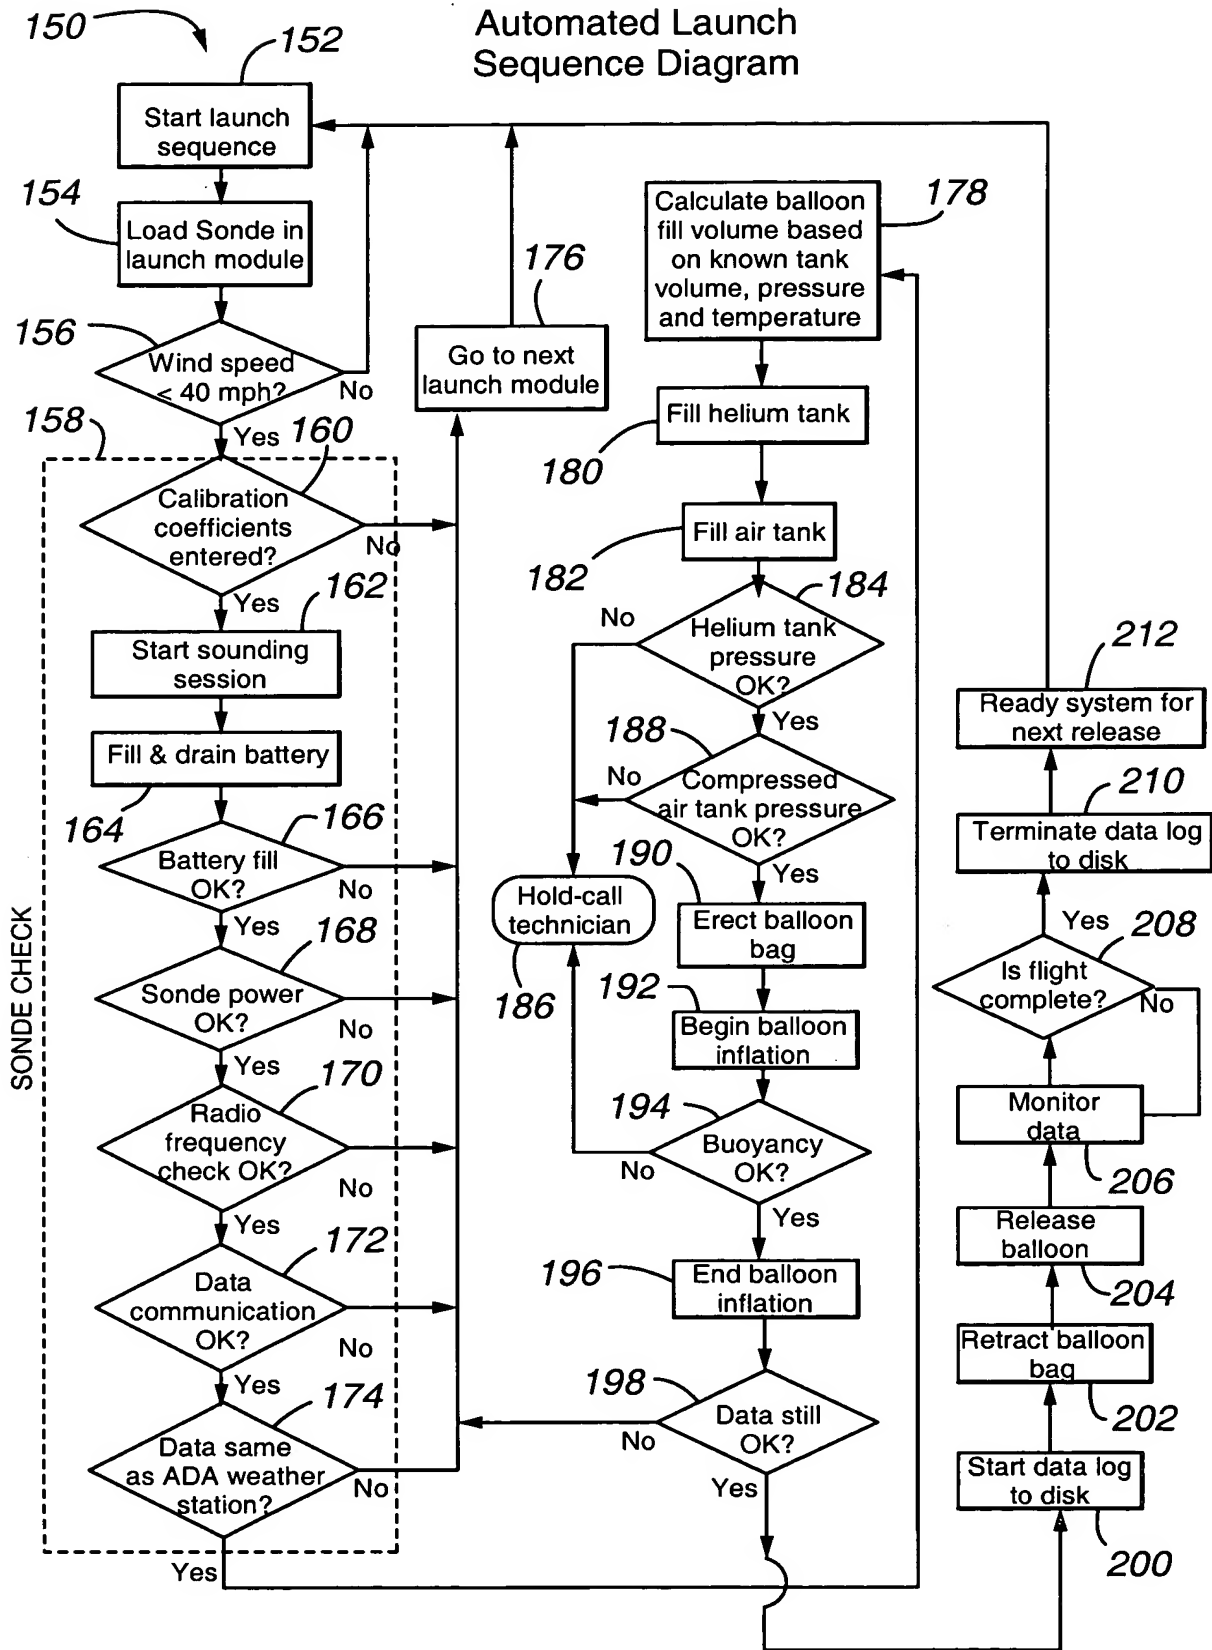 Automated Launch
Sequence Diagram
150
152
Start launch
sequence
154
Load Sonde in
launch module
156
Wind speed
< 40 mph?
No
Yes
158
160
Calibration
coefficients
entered?
No
Yes
162
Start sounding
session
Fill & drain battery
164
166
Battery fill
OK?
No
Yes
168
Sonde power
OK?
No
Yes
170
Radio
frequency
check OK?
No
Yes
172
Data
communication
OK?
No
Yes
174
Data same
as ADA weather
station?
No
Yes
SONDE CHECK
176
Go to next
launch module
178
Calculate balloon
fill volume based
on known tank
volume, pressure
and temperature
Fill helium tank
180
Fill air tank
182
184
No
Helium tank
pressure
OK?
Yes
188
No
Compressed
air tank pressure
OK?
Yes
Hold-call
technician
186
190
Erect balloon
bag
192
Begin balloon
inflation
194
Buoyancy
OK?
No
Yes
196
End balloon
inflation
198
Data still
OK?
No
Yes
212
Ready system for
next release
210
Terminate data log
to disk
Yes
208
Is flight
complete?
No
Monitor
data
206
Release
balloon
204
Retract balloon
bag
202
Start data log
to disk
200